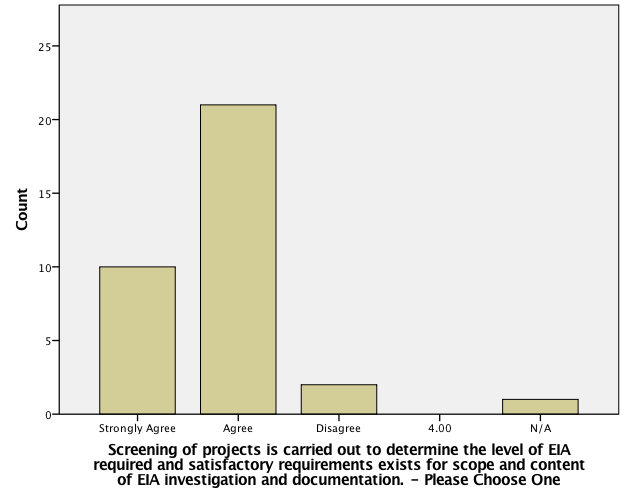 25
20
15
10
5
0
Count
Strongly Agree
Agree
Disagree
4.00
N/A
Screening of projects is carried out to determine the level of EIA
required and satisfactory requirements exists for scope and content
of EIA investigation and documentation. – Please Choose One